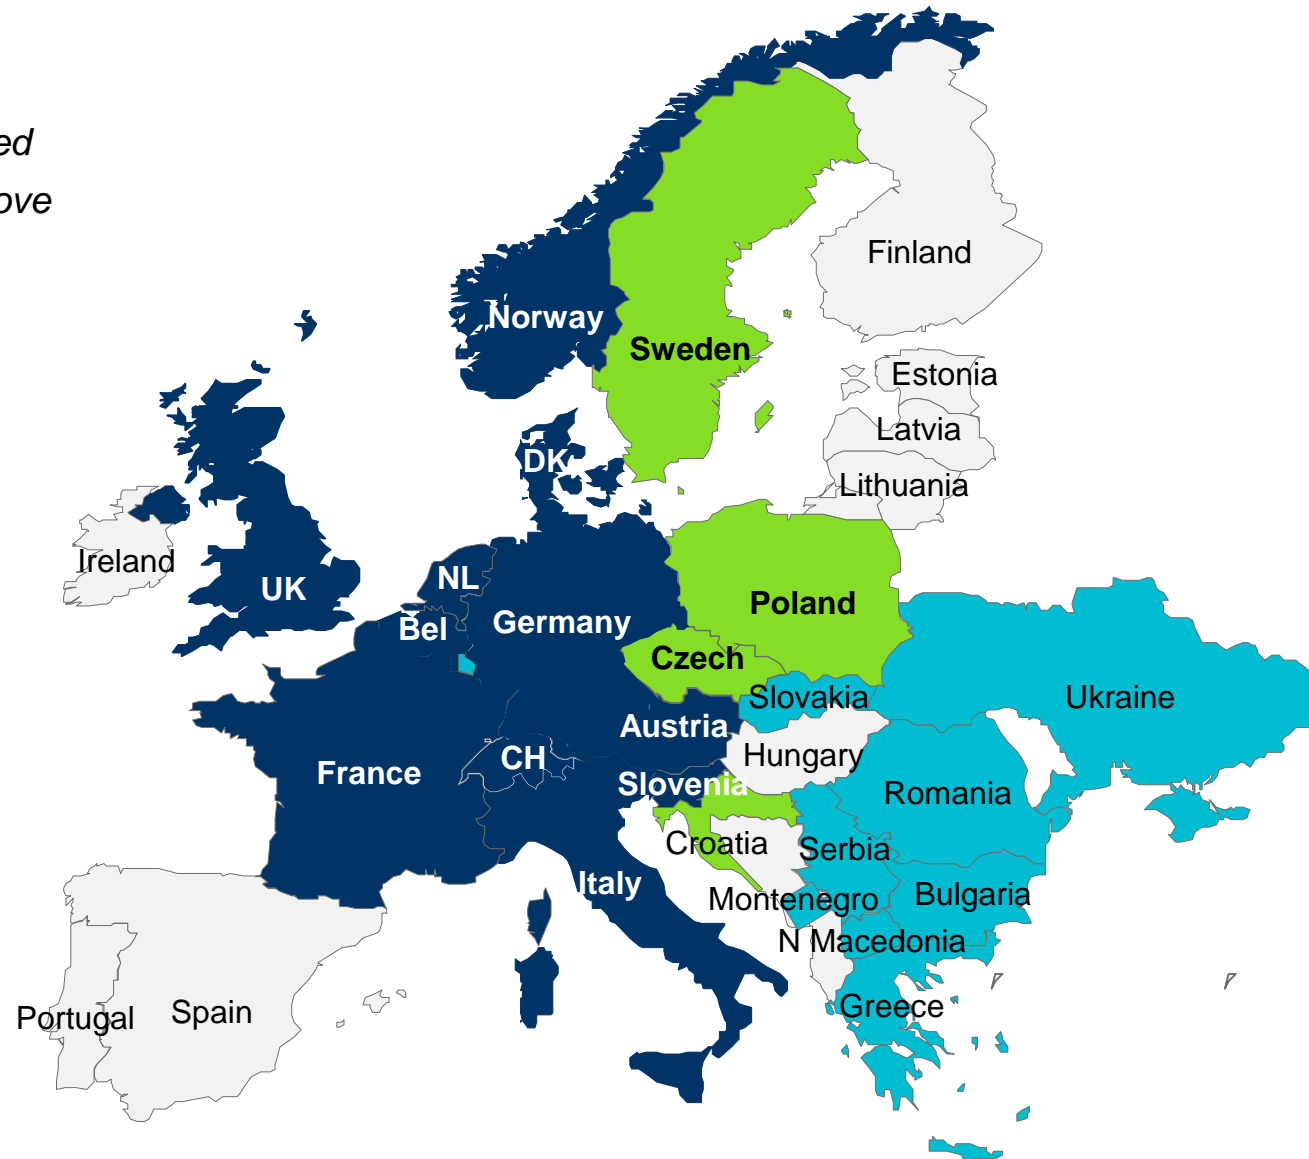 ed
ove
Finland
Norway
Sweden
Estonia
Latvia
DK
Lithuania
Ireland
NL
UK
Poland
Bel
Germany
Czech
Slovakia
Ukraine
Austria
Hungary
CH
France
Slovenia
Romania
Croatia
Serbia
Italy
Montenegro
Bulgaria
N Macedonia
Greece
Spain
Portugal